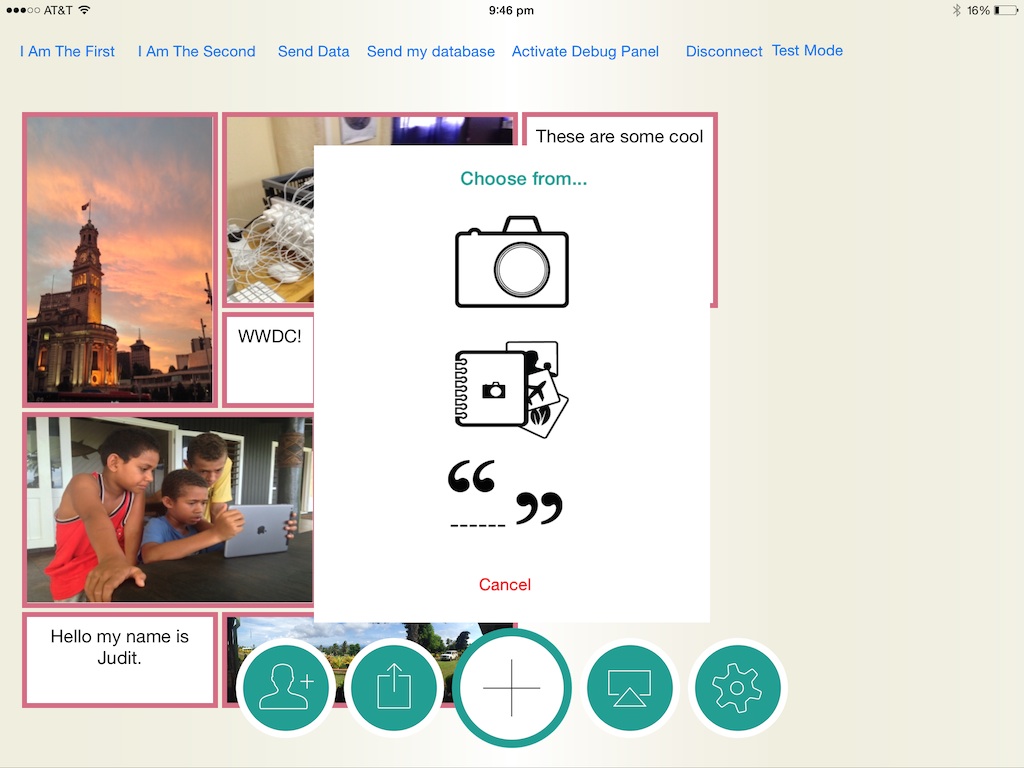 AT&T
9:46 pm
16%
I Am The First
I Am The Second
Send Data
Send my database
Activate Debug Panel
Disconnect
Test Mode
These are some cool
Choose from...
WWDC!
Cancel
Hello my name is
Judit.